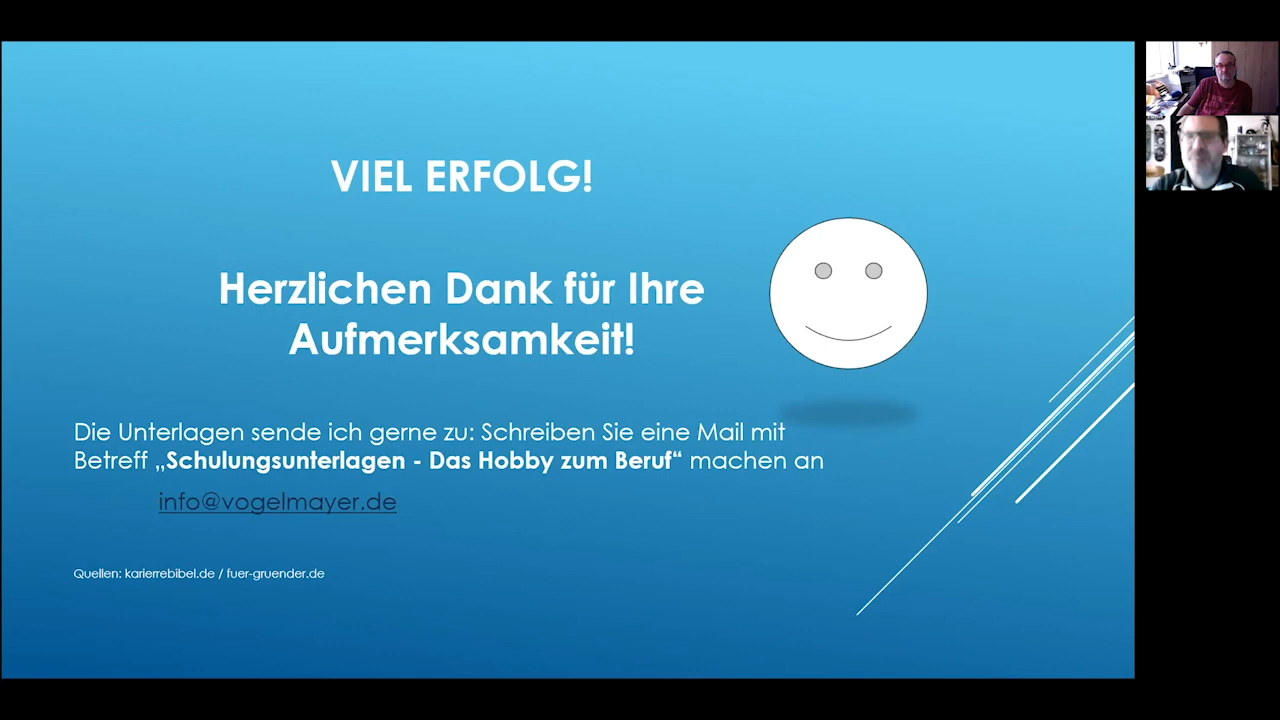 VIEL ERFOLG!
Herzlichen Dank für Ihre
Aufmerksamkeit!
Die Unterlagen sende ich gerne zu: Schreiben Sie eine Mail mit
Betreff „Schulungsunterlagen - Das Hobby zum Beruf“ machen an
info@vogelmayer.de
Quellen: karierrebibel.de / fuer-gruender.de